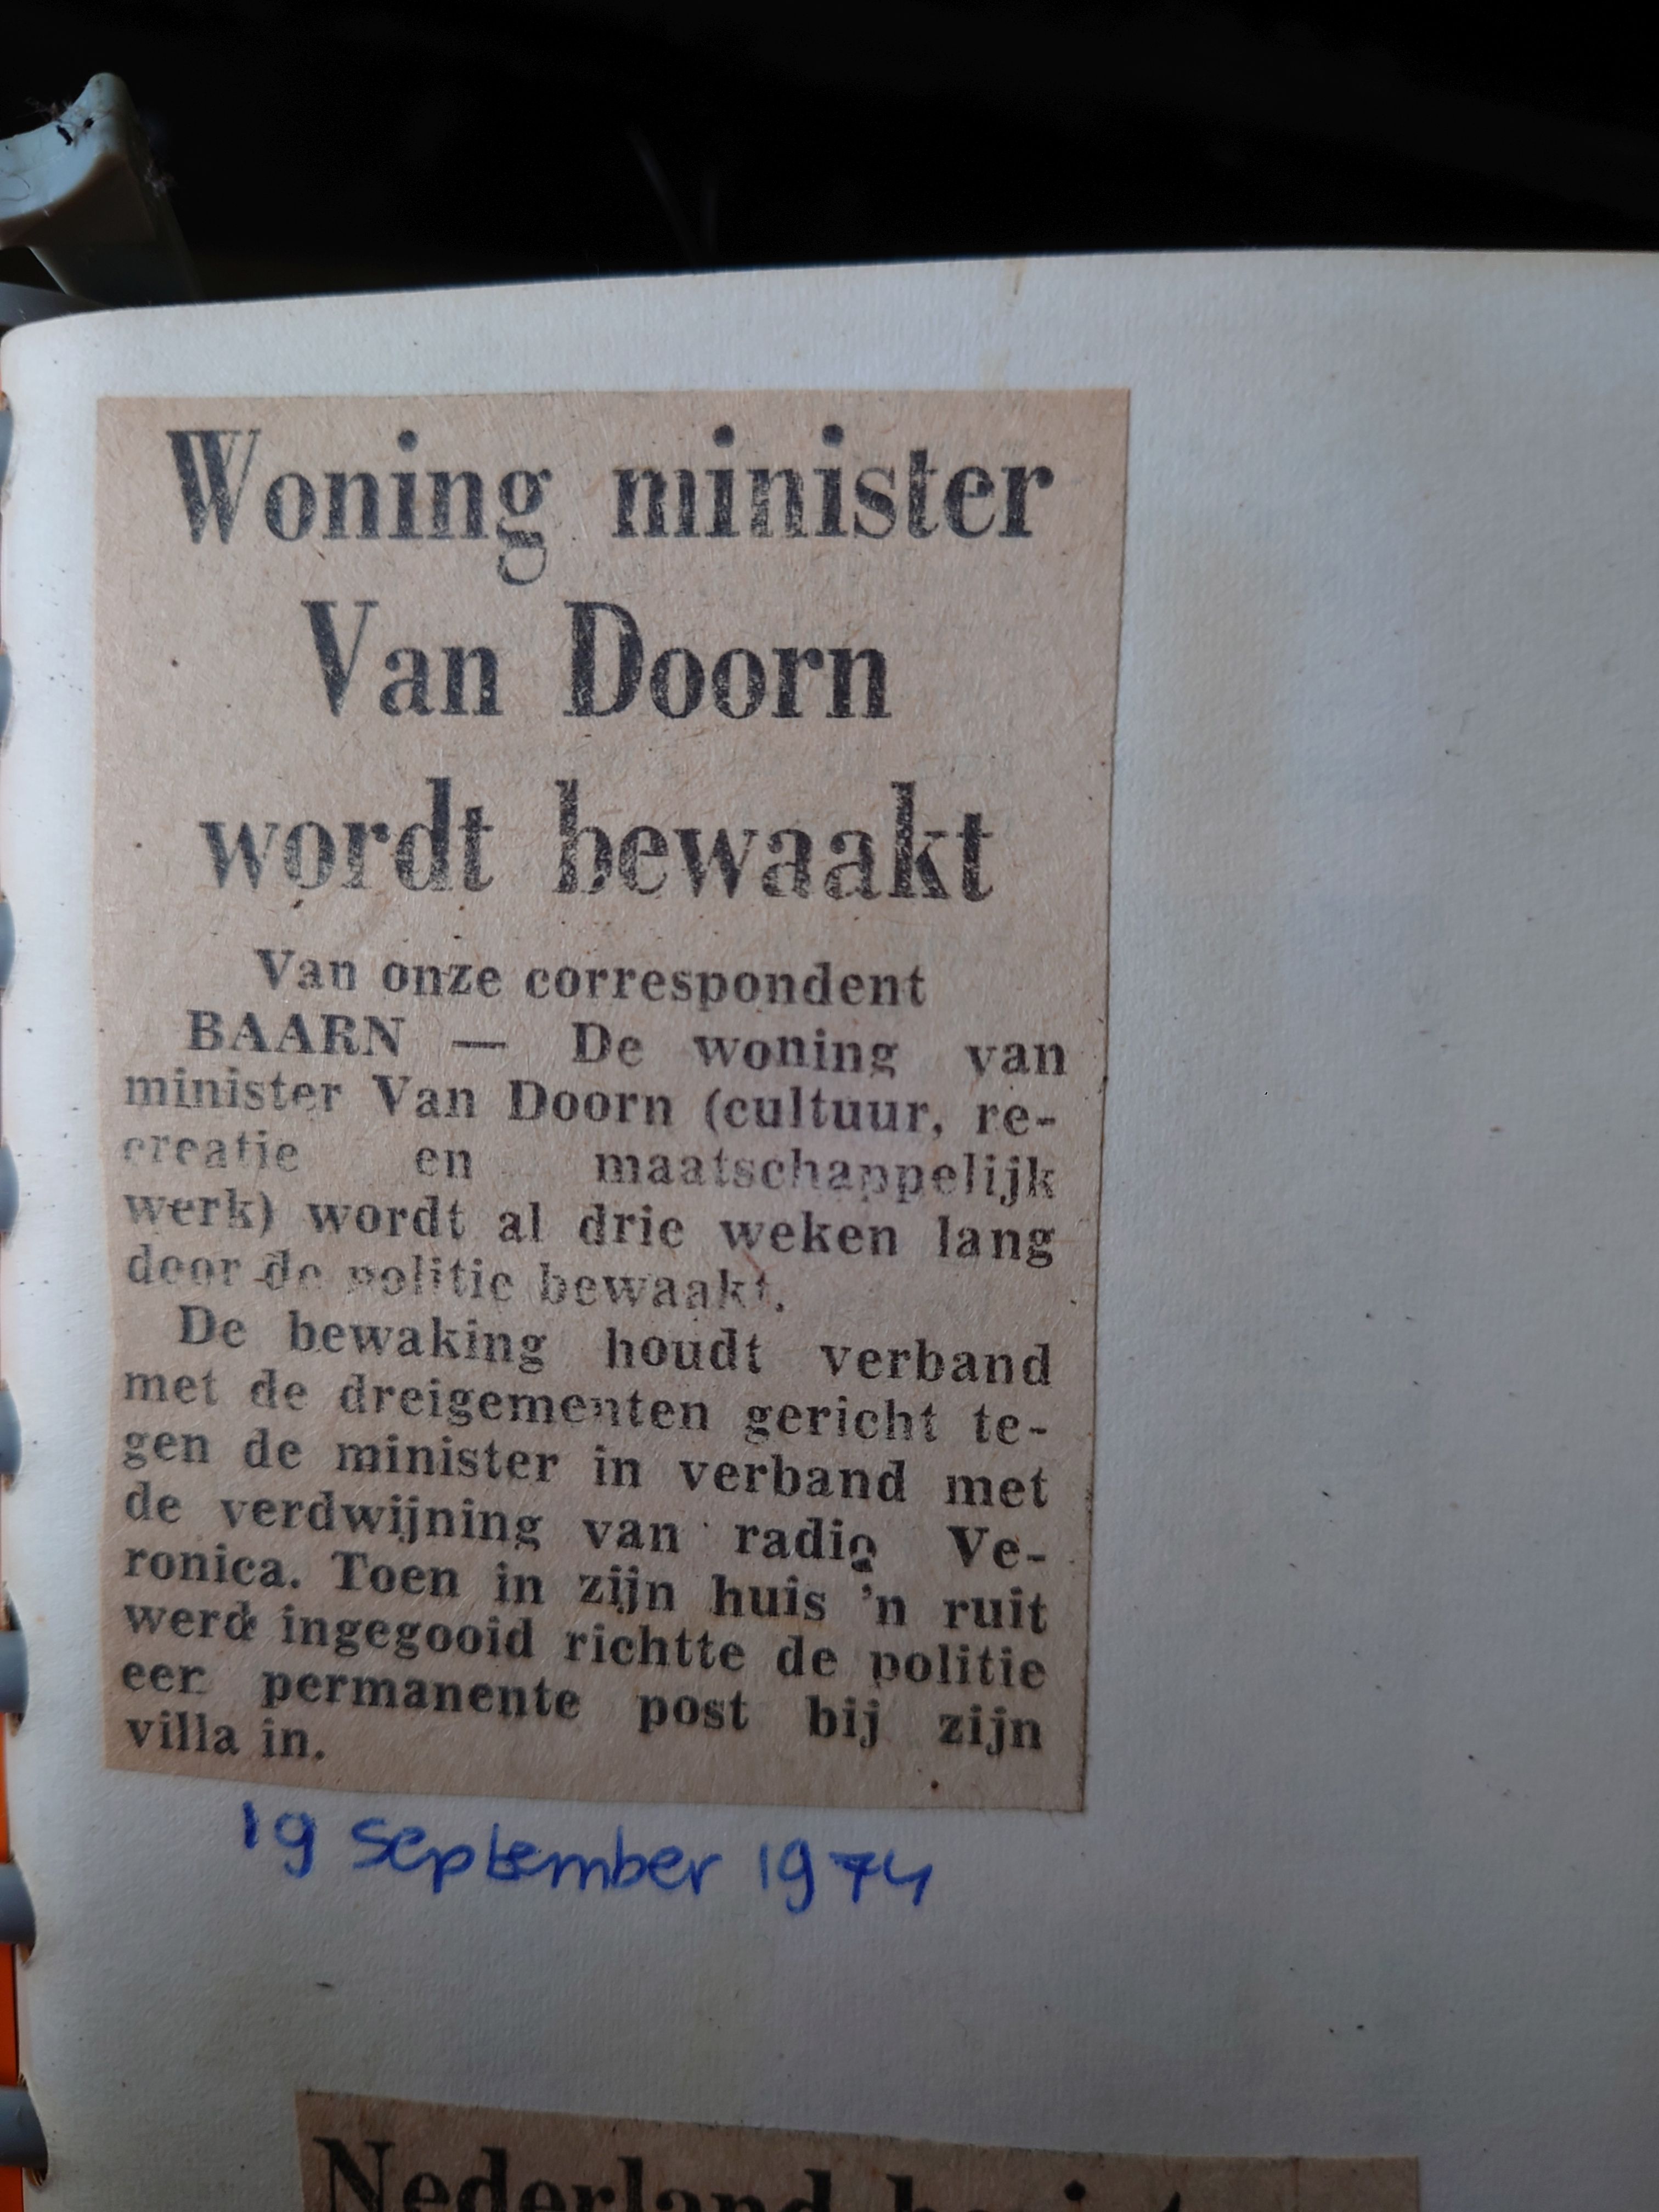 Woning minister
Van Doorn
wordt bewaakt
Van onze correspondent
BAARN — De woning van
minister Van Doorn (cultuur, re-
creatie en maatschappelijk
werk) wordt al drie weken lang
door de politie bewaakt.
De bewaking houdt verband
met de dreigementen gericht te-
gen de minister in verband met
de verdwijning van radio Ve-
ronica. Toen in zijn huis 'n ruit
werd ingegooid richtte de politie
een permanente post bij zijn
villa in.
19 september 1974
Nederland